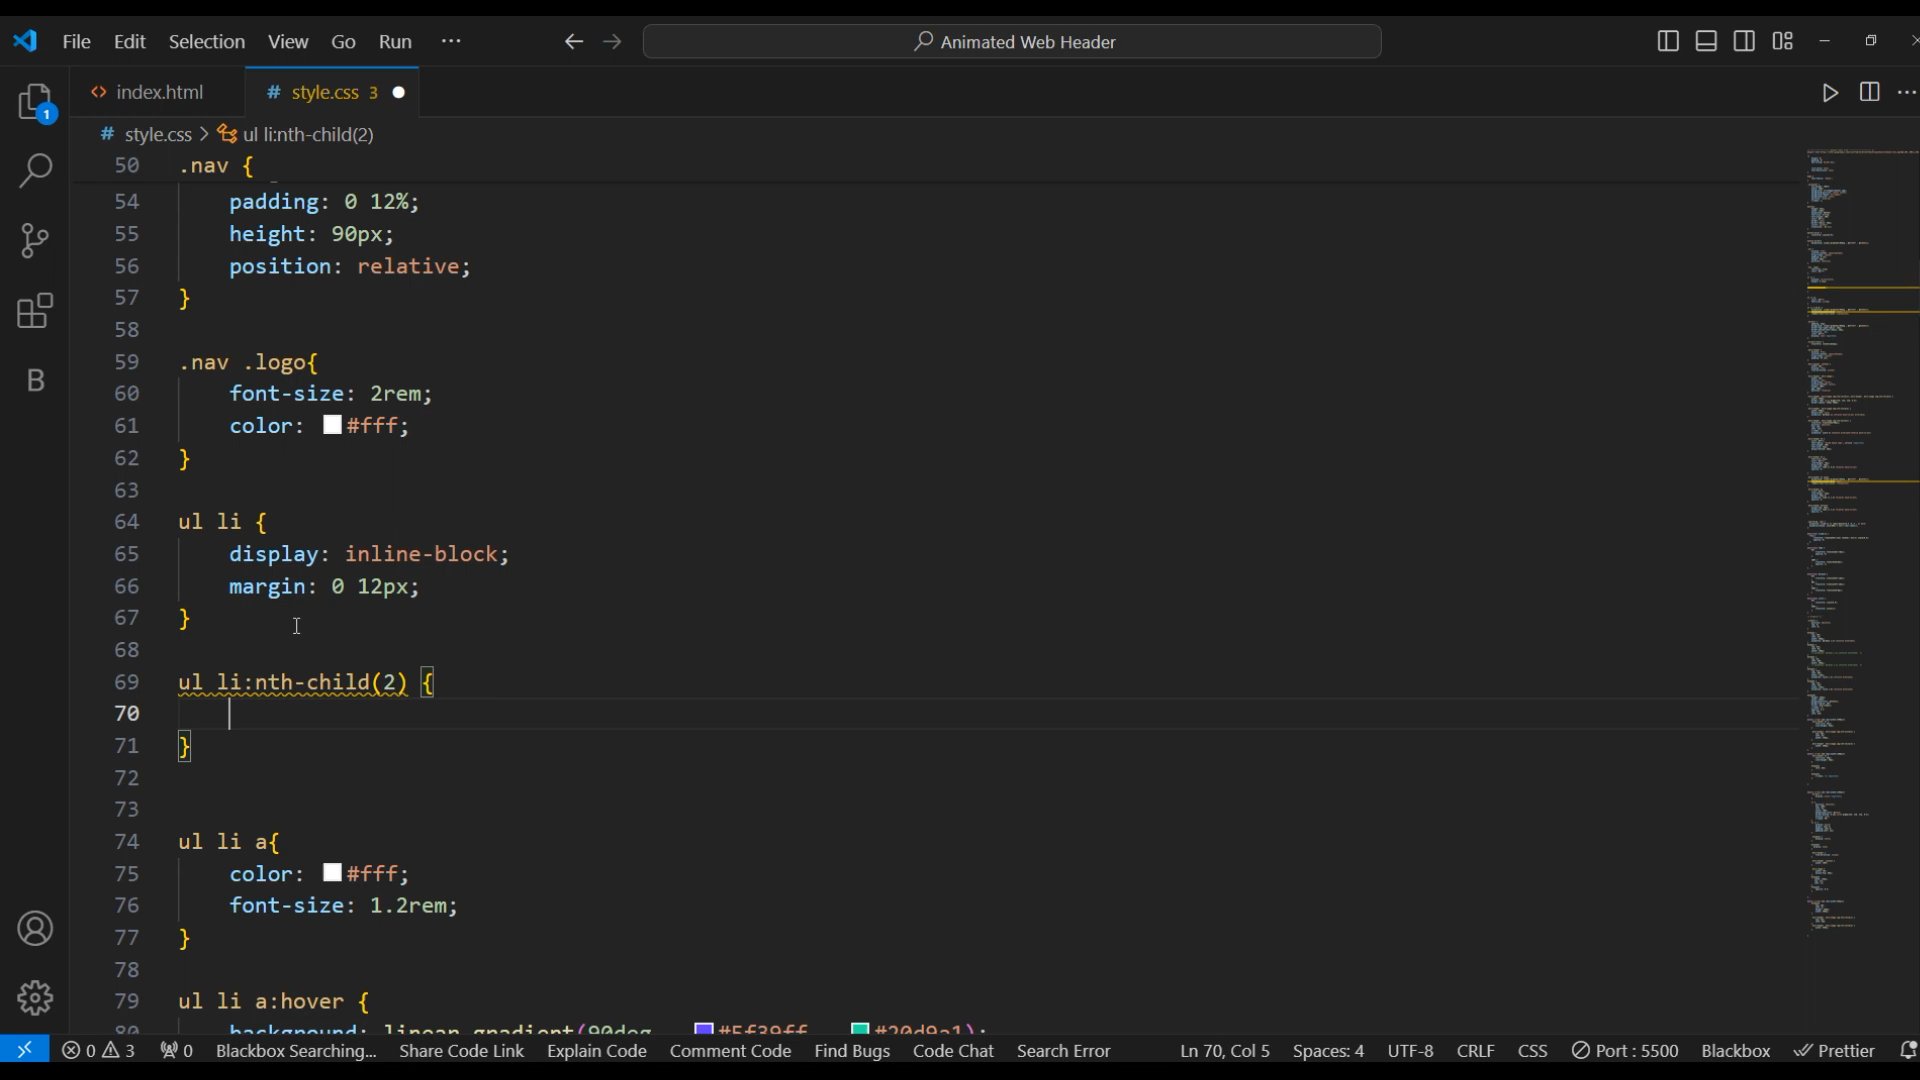 File Edit Selection View Go Run ··· Animated Web Header
index.html # style.css 3
# style.css > ul li:nth-child(2)
50 .nav {
54 padding: 0 12%;
55 height: 90px;
56 position: relative;
57 }
58
59 .nav .logo{
60 font-size: 2rem;
61 color: #fff;
62 }
63
64 ul li {
65 display: inline-block;
66 margin: 0 12px;
67 }
68
69 ul li:nth-child(2) {
70
71 }
72
73
74 ul li a{
75 color: #fff;
76 font-size: 1.2rem;
77 }
78
79 ul li a:hover {
80 background: linear-gradient(90deg, #5f39ff, #20d9a1);
1
B
0 3 0 Blackbox Searching... Share Code Link Explain Code Comment Code Find Bugs Code Chat Search Error Ln 70, Col 5 Spaces: 4 UTF-8 CRLF CSS Port : 5500 Blackbox Prettier